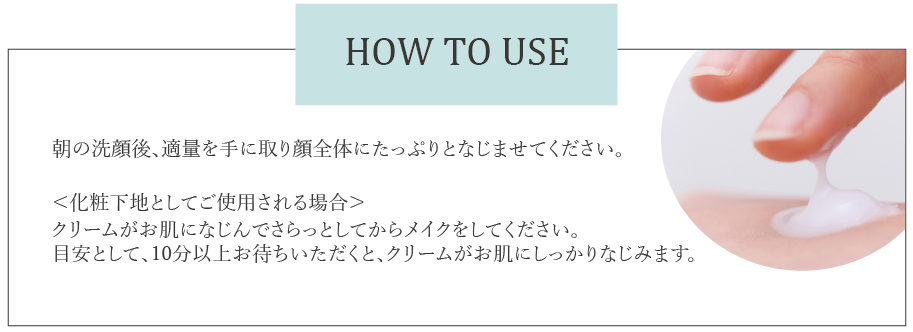 HOW TO USE
朝の洗顔後、適量を手に取り顔全体にたっぷりとなじませてください。
＜化粧下地としてご使用される場合＞
クリームがお肌になじんでさらっとしてからメイクをしてください。
目安として、10分以上お待ちいただくと、クリームがお肌にしっかりなじみます。